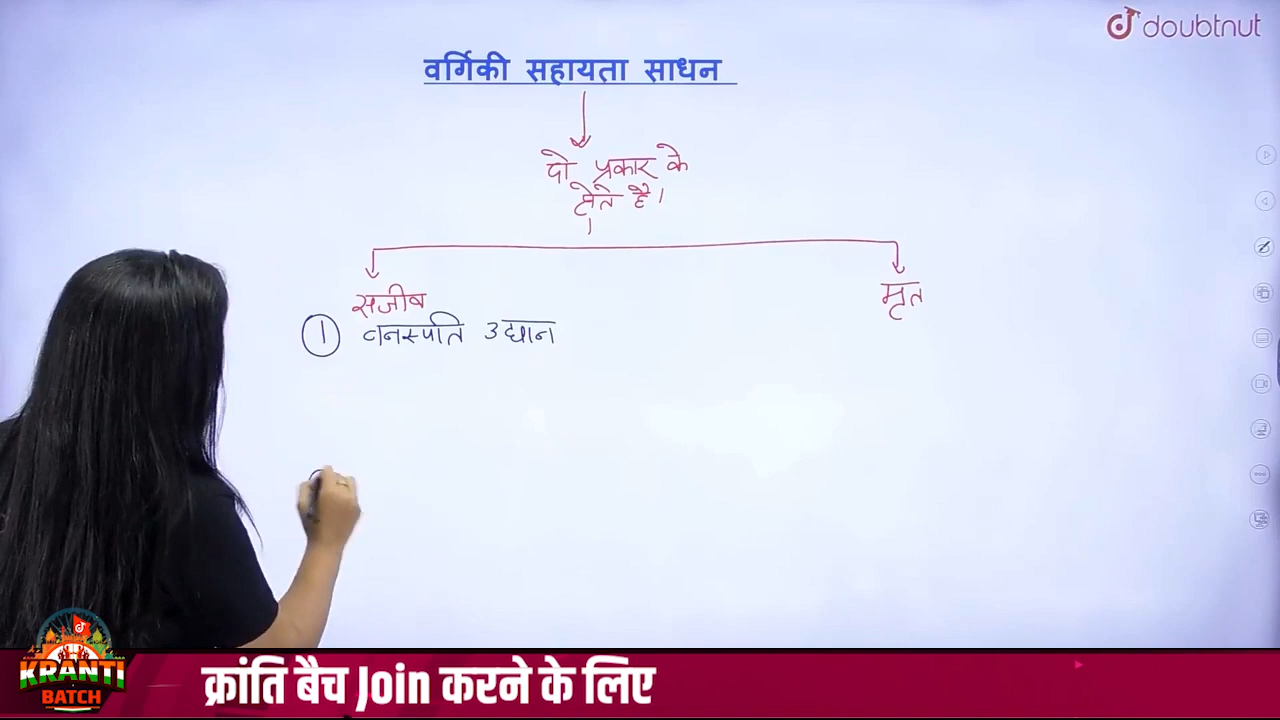 doubtnut
वर्गिकी सहायता साधन
दो प्रकार के
होते है।
सजीव
मृत
1 वनस्पति उद्यान
KRANTI
BATCH
क्रांति बैच Join करने के लिए